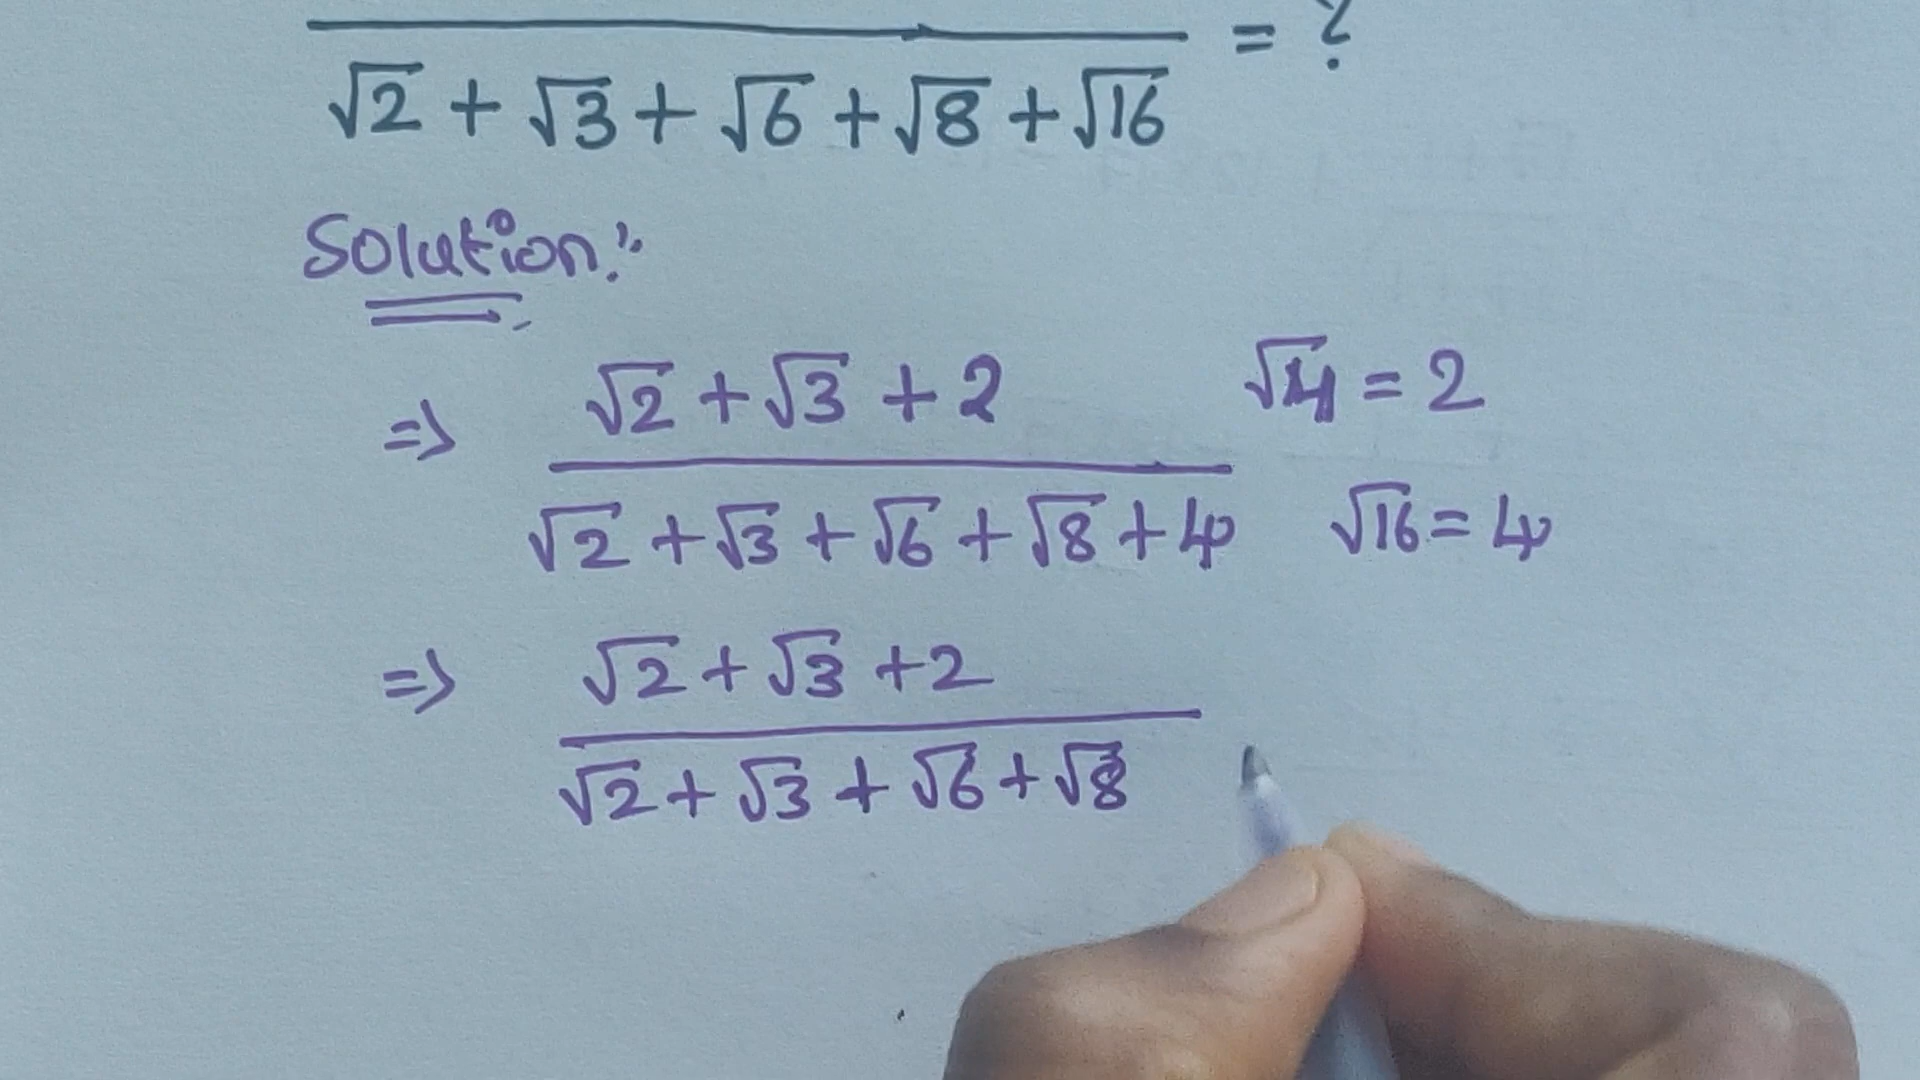 = ?
√2 + √3 + √6 + √8 + √16
Solution:
=> √2 + √3 + 2 √4 = 2
√2 + √3 + √6 + √8 + 4 √16 = 4
=> √2 + √3 + 2
√2 + √3 + √6 + √8